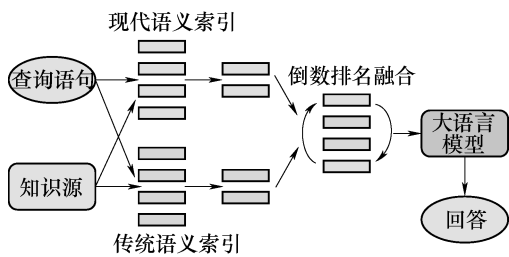 现代语义索引
查询语句
倒数排名融合
大语言
模型
知识源
回答
传统语义索引